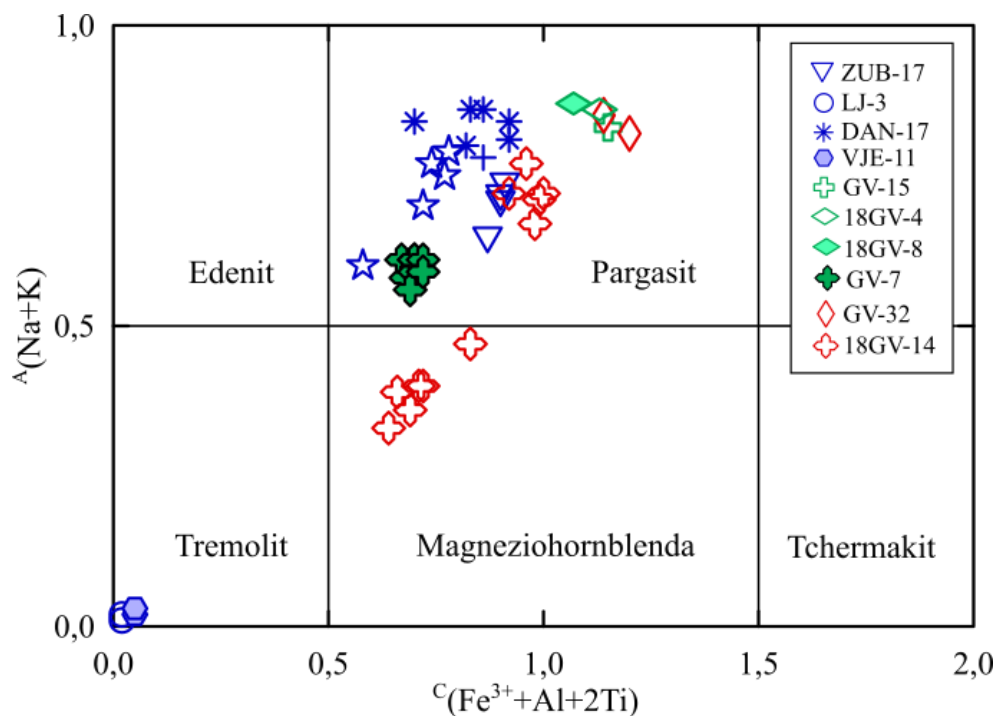 1,0
ZUB-17
LJ-3
DAN-17
VJE-11
GV-15
18GV-4
18GV-8
GV-7
GV-32
18GV-14
Edenit
Pargasit
0,5
A(Na+K)
Tremolit
Magneziohornblenda
Tchermakit
0,0
0,0 0,5 1,0 1,5 2,0
C(Fe3++Al+2Ti)